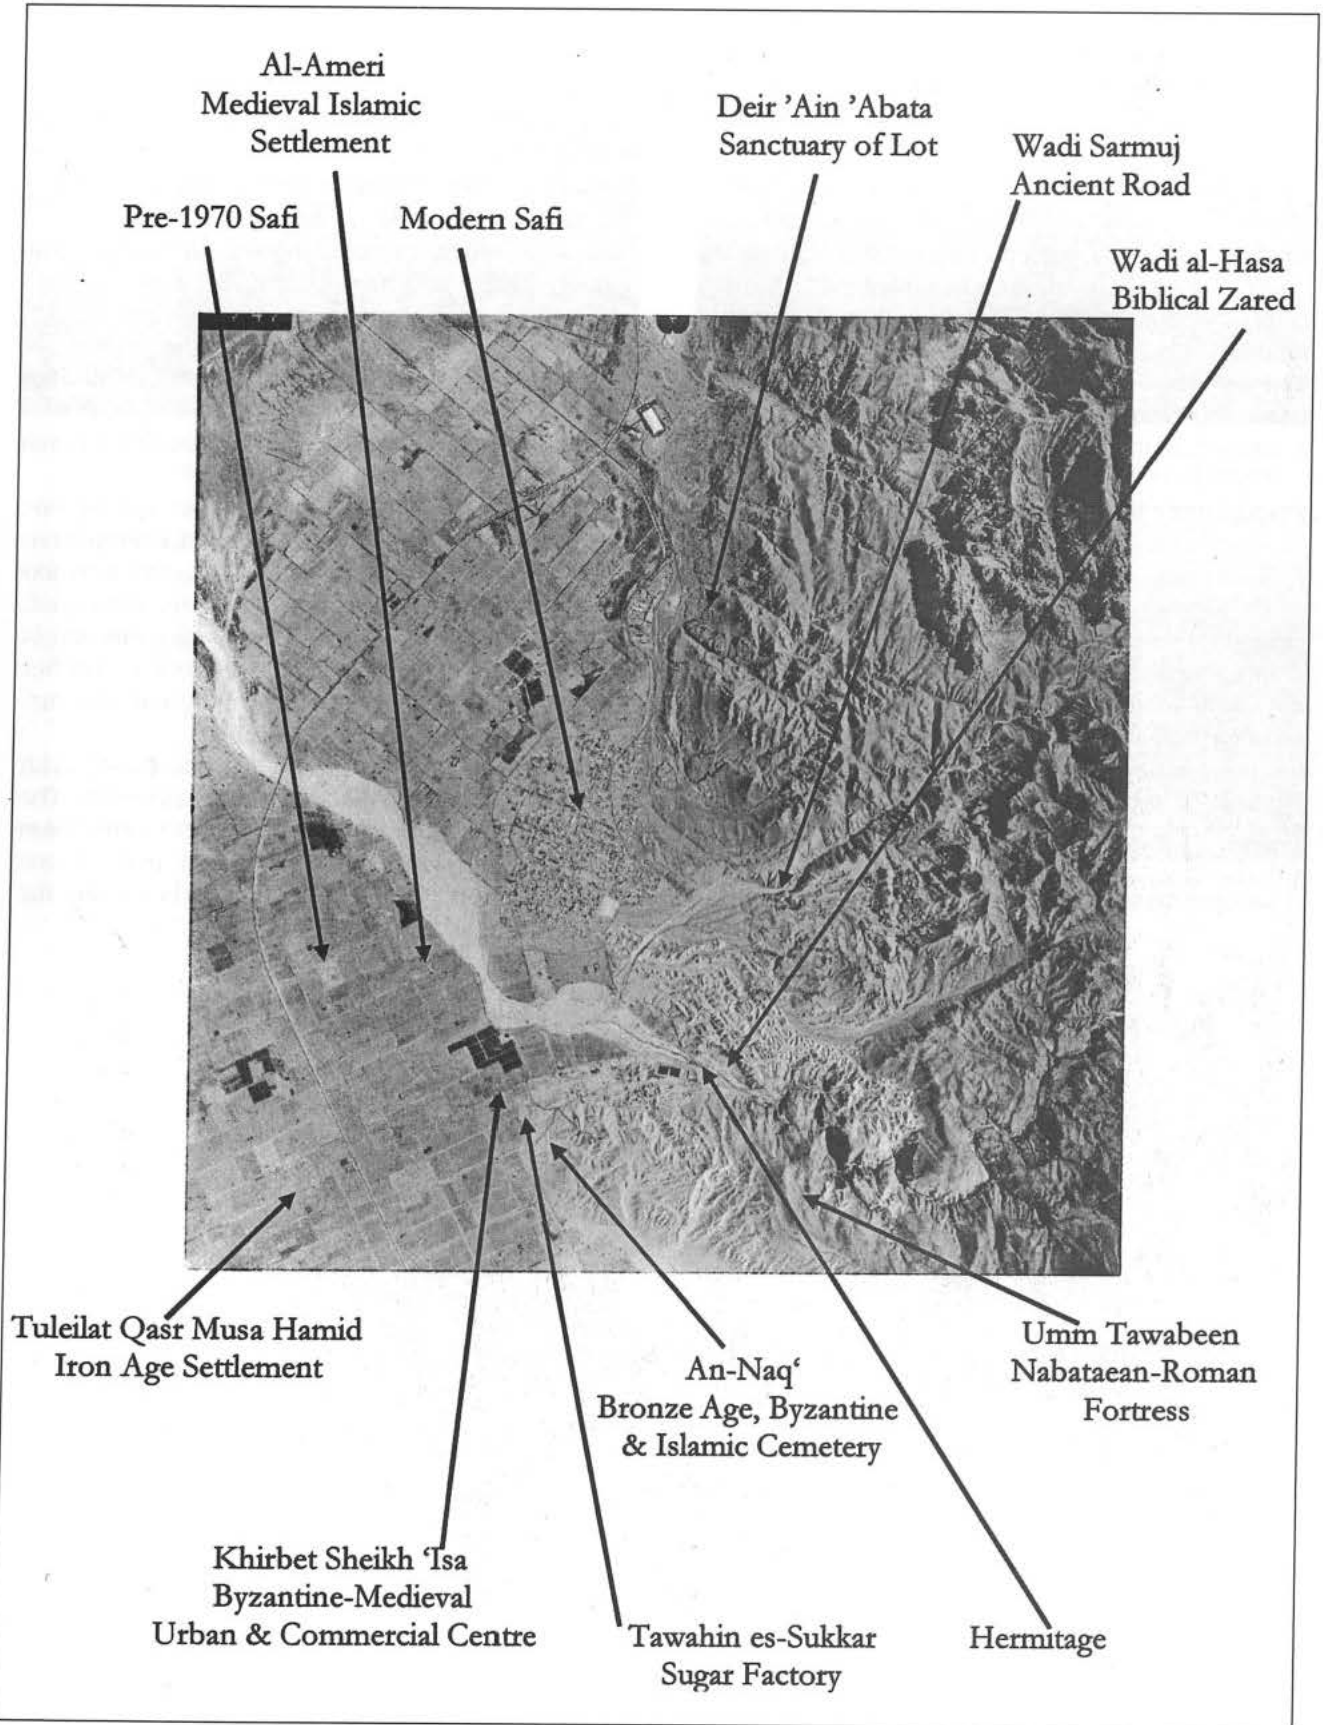 Al-Ameri
Medieval Islamic
Settlement
Deir ’Ain ’Abata
Sanctuary of Lot
Wadi Sarmuj
Ancient Road
Pre-1970 Safi
Modern Safi
Wadi al-Hasa
Biblical Zared
Tuleilat Qasr Musa Hamid
Iron Age Settlement
An-Naq‘
Bronze Age, Byzantine
& Islamic Cemetery
Umm Tawabeen
Nabataean-Roman
Fortress
Khirbet Sheikh ‘Isa
Byzantine-Medieval
Urban & Commercial Centre
Tawahin es-Sukkar
Sugar Factory
Hermitage